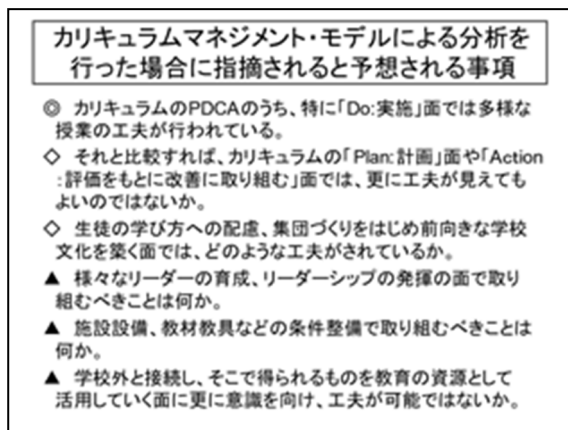 カリキュラムマネジメント・モデルによる分析を
行った場合に指摘されると予想される事項
◎ カリキュラムのPDCAのうち、特に「Do:実施」面では多様な
授業の工夫が行われている。
◇ それと比較すれば、カリキュラムの「Plan:計画」面や「Action
:評価をもとに改善に取り組む」面では、更に工夫が見えても
よいのではないか。
◇ 生徒の学び方への配慮、集団づくりをはじめ前向きな学校
文化を築く面では、どのような工夫がされているか。
▲ 様々なリーダーの育成、リーダーシップの発揮の面で取り
組むべきことは何か。
▲ 施設設備、教材教具などの条件整備で取り組むべきことは
何か。
▲ 学校外と接続し、そこで得られるものを教育の資源として
活用していく面に更に意識を向け、工夫が可能ではないか。